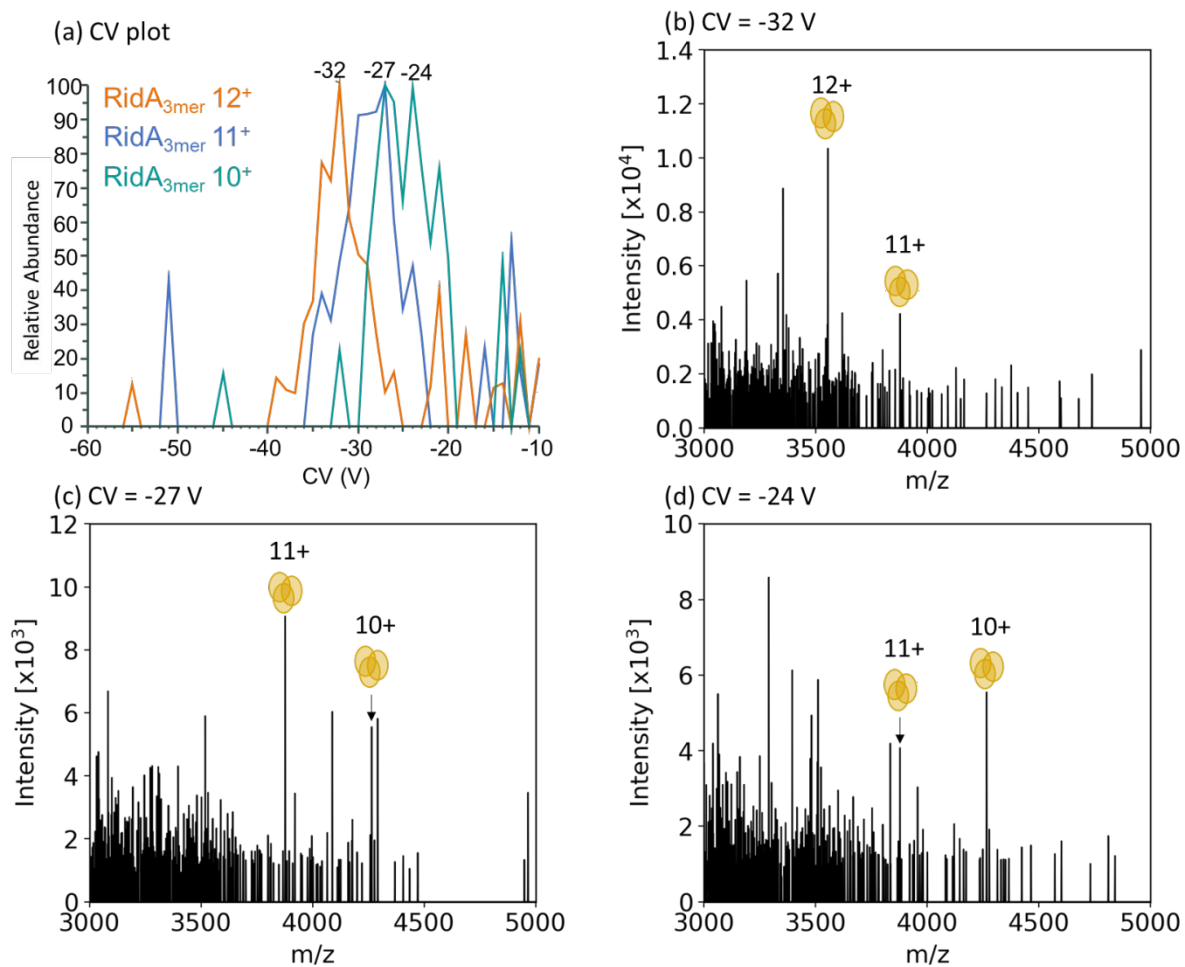 (a) CV plot
-32 -27 -24
RidA3mer 12+
RidA3mer 11+
RidA3mer 10+
100
90
80
70
60
50
40
30
20
10
0
Relative Abundance
-60 -50 -40 -30 -20 -10
CV (V)
(b) CV = -32 V
12+
11+
1.4
1.2
1.0
0.8
0.6
0.4
0.2
0.0
Intensity [x10^4)
3000 3500 4000 4500 5000
m/z
(c) CV = -27 V
11+
10+
12
10
8
6
4
2
0
Intensity [x10^3]
3000 3500 4000 4500 5000
m/z
(d) CV = -24 V
11+
10+
10
8
6
4
2
0
Intensity [x10^3]
3000 3500 4000 4500 5000
m/z